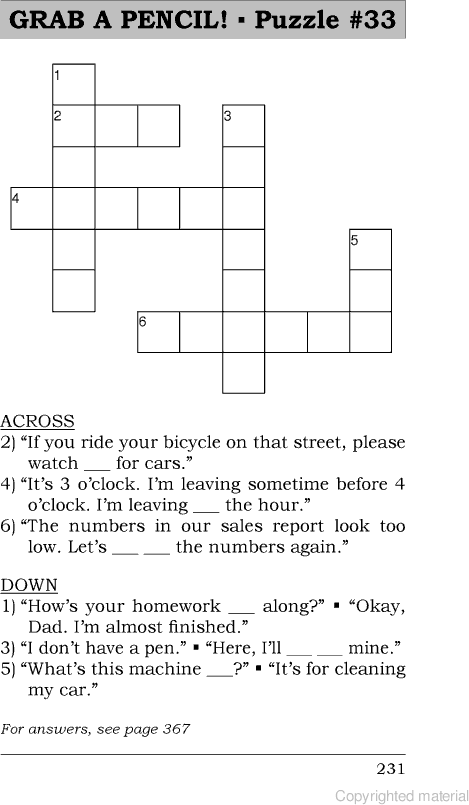 GRAB A PENCIL! ▪ Puzzle #33
1
2
3
4
5
6
ACROSS
2) “If you ride your bicycle on that street, please
watch ___ for cars.”
4) “It’s 3 o’clock. I’m leaving sometime before 4
o’clock. I’m leaving ___ the hour.”
6) “The numbers in our sales report look too
low. Let’s ___ ___ the numbers again.”
DOWN
1) “How’s your homework ___ along?” ▪ “Okay,
Dad. I’m almost finished.”
3) “I don’t have a pen.” ▪ “Here, I’ll ___ ___ mine.”
5) “What’s this machine ___?” ▪ “It’s for cleaning
my car.”
For answers, see page 367
231
Copyrighted material